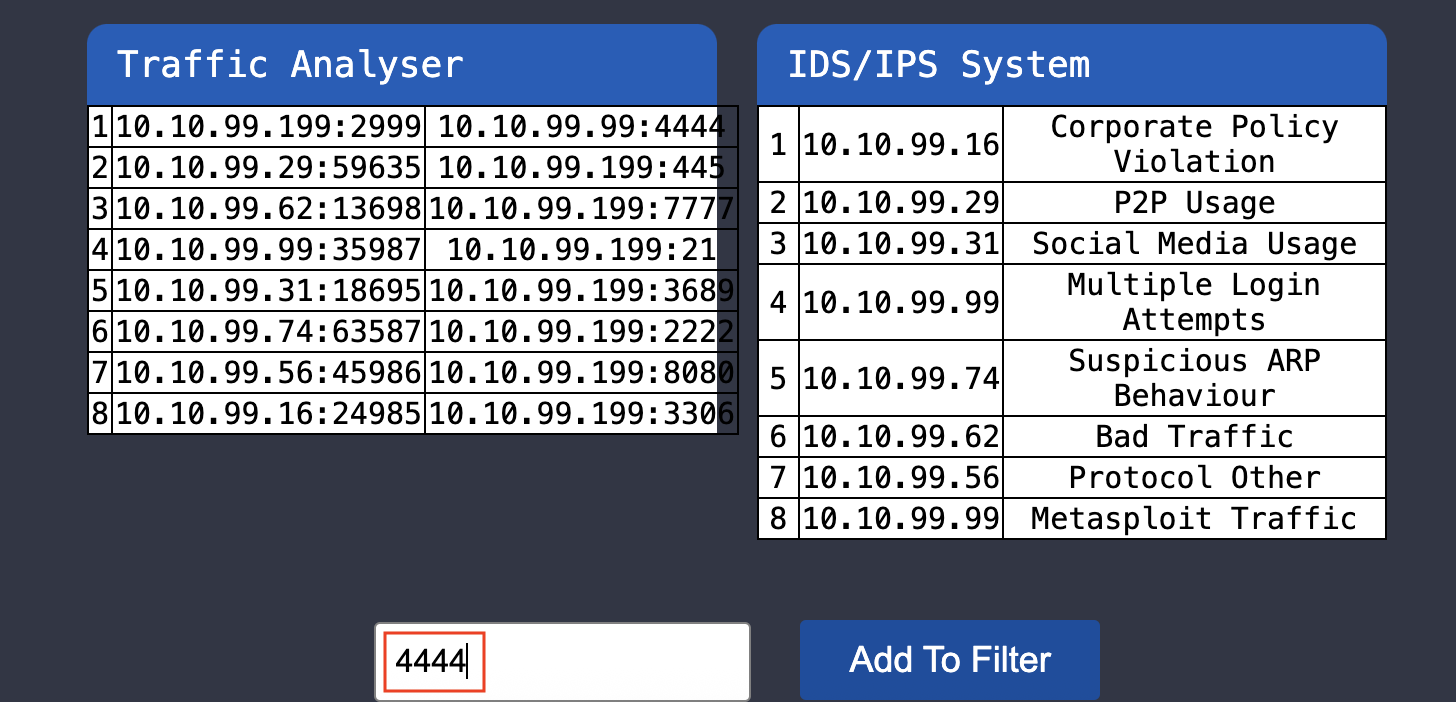 Traffic Analyser
1 10.10.99.199:2999 10.10.99.99:4444
2 10.10.99.29:59635 10.10.99.199:445
3 10.10.99.62:13698 10.10.99.199:7777
4 10.10.99.99:35987 10.10.99.199:21
5 10.10.99.31:18695 10.10.99.199:3689
6 10.10.99.74:63587 10.10.99.199:2222
7 10.10.99.56:45986 10.10.99.199:8080
8 10.10.99.16:24985 10.10.99.199:3306
IDS/IPS System
1 10.10.99.16 Corporate Policy
Violation
2 10.10.99.29 P2P Usage
3 10.10.99.31 Social Media Usage
4 10.10.99.99 Multiple Login
Attempts
5 10.10.99.74 Suspicious ARP
Behaviour
6 10.10.99.62 Bad Traffic
7 10.10.99.56 Protocol Other
8 10.10.99.99 Metasploit Traffic
4444
Add To Filter